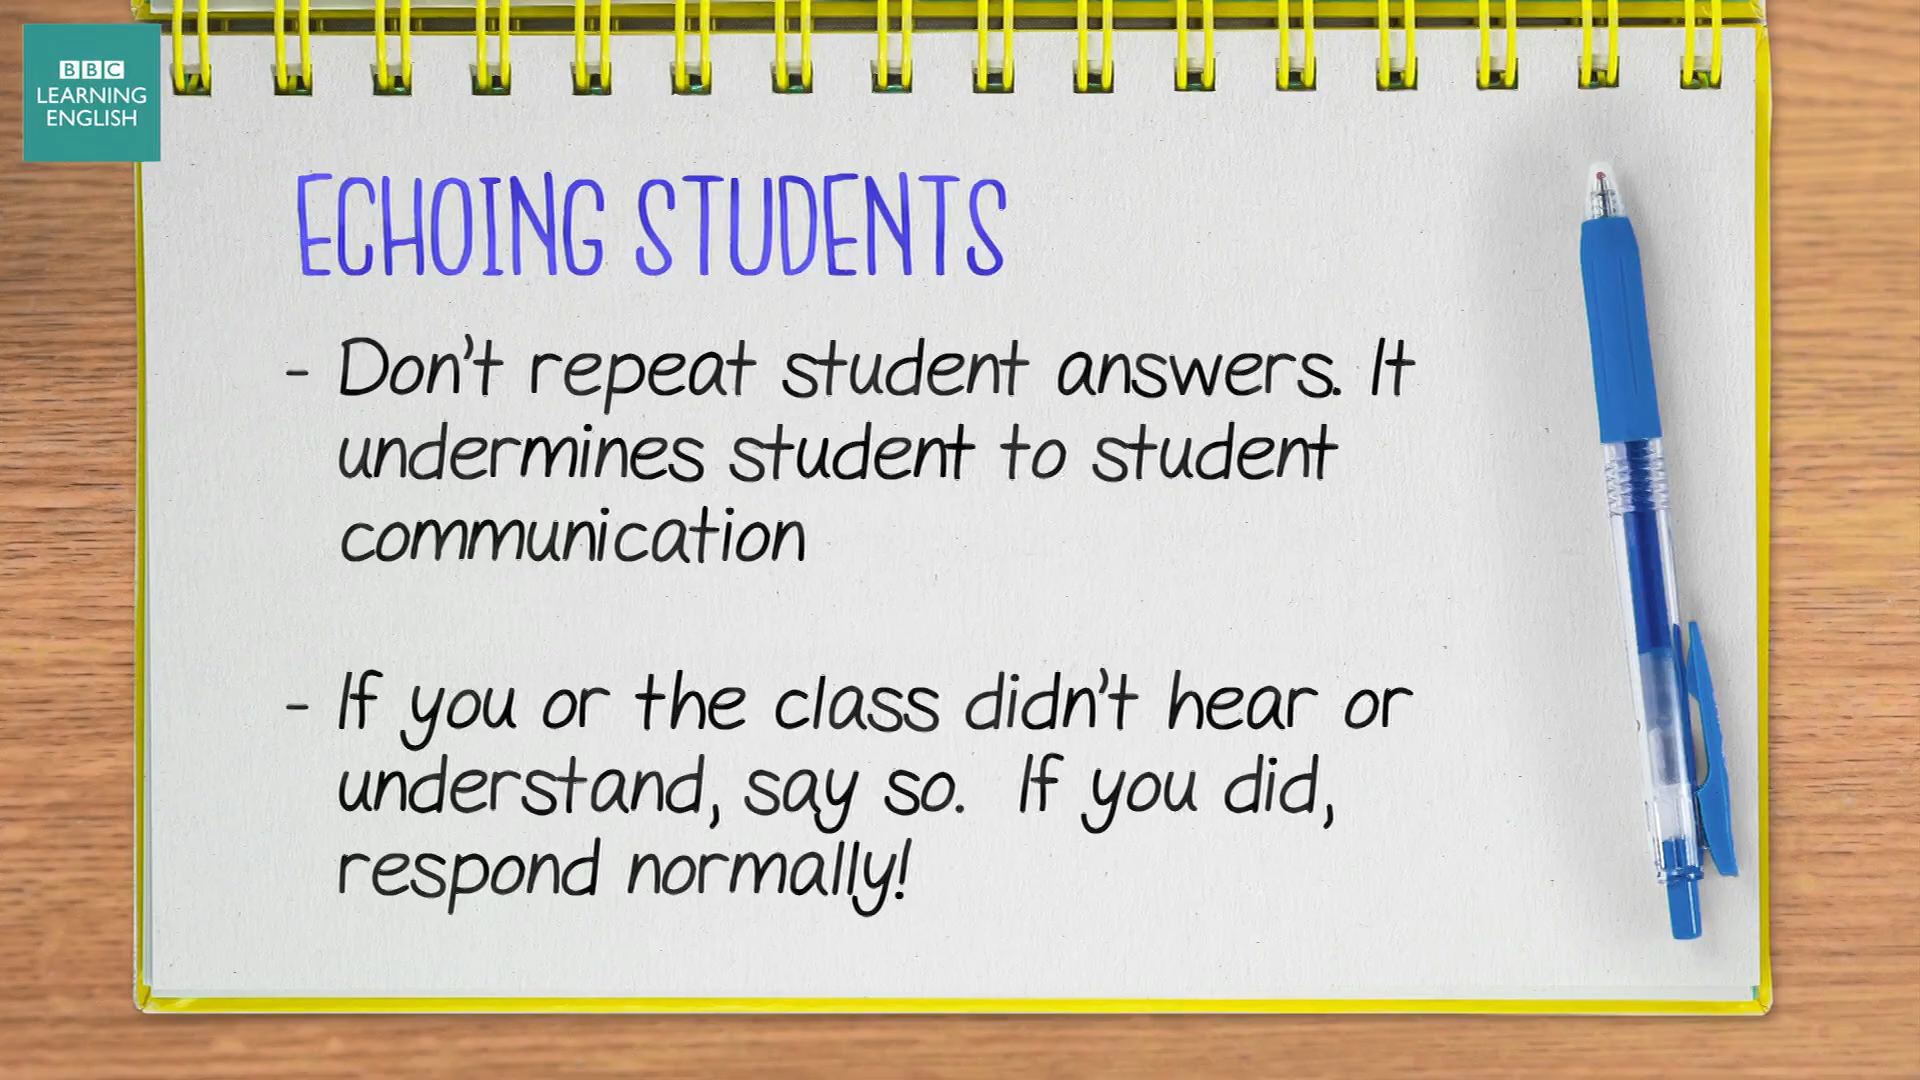 BBC
LEARNING
ENGLISH
ECHOING STUDENTS
- Don't repeat student answers. It
undermines student to student
communication
- If you or the class didn't hear or
understand, say so. If you did,
respond normally!